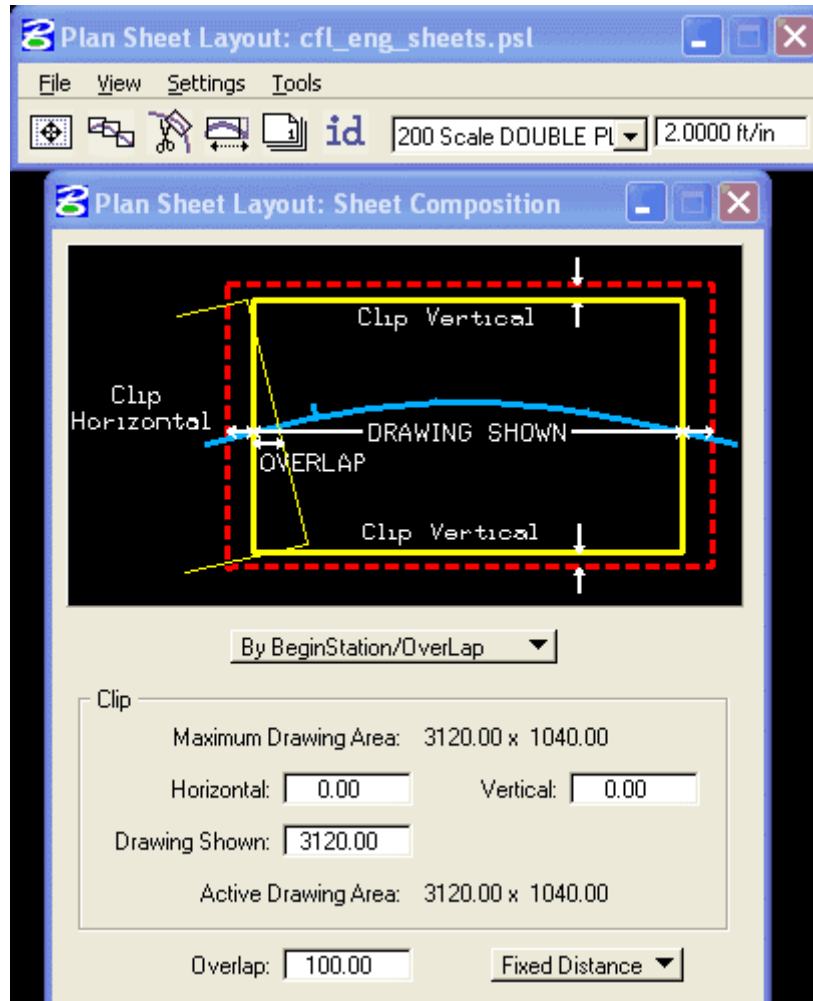 Plan Sheet Layout: cfl_eng_sheets.psl
File View Settings Tools
1 id 200 Scale DOUBLE PL 2.0000 ft/in
Plan Sheet Layout: Sheet Composition
Clip Vertical
Clip
Horizontal
DRAWING SHOWN
OVERLAP
Clip Vertical
By BeginStation/OverLap
Clip
Maximum Drawing Area: 3120.00 x 1040.00
Horizontal: 0.00 Vertical: 0.00
Drawing Shown: 3120.00
Active Drawing Area: 3120.00 x 1040.00
Overlap: 100.00 Fixed Distance